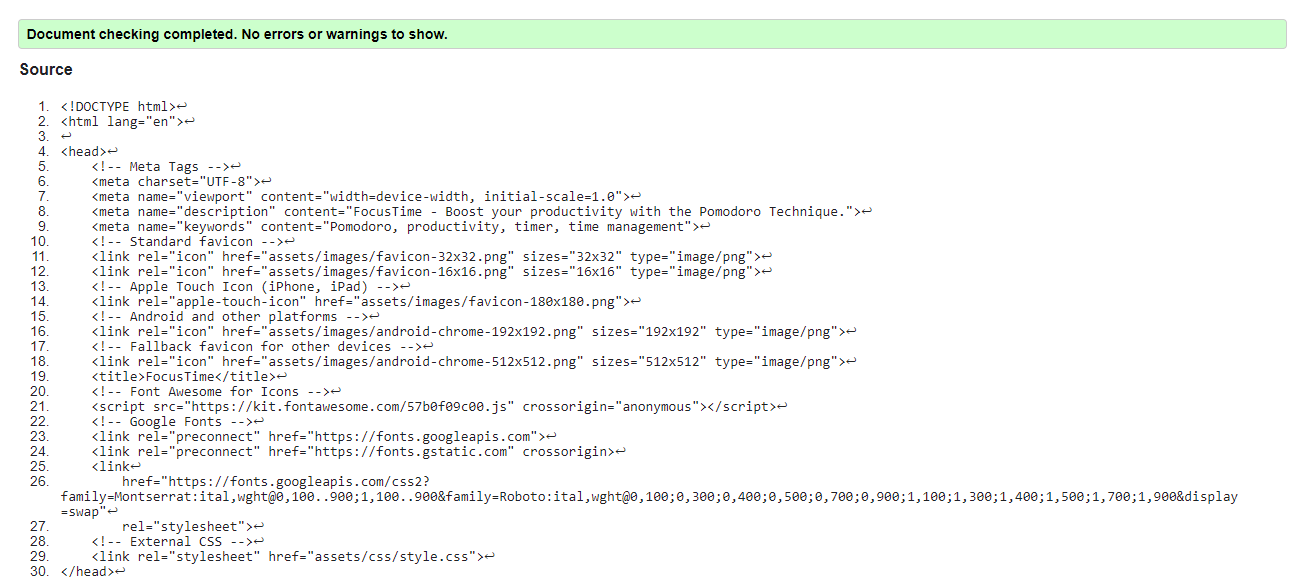 Document checking completed. No errors or warnings to show.
Source
1. <!DOCTYPE html>↩
2. <html lang="en">↩
3. ↩
4. <head>↩
5.     <!-- Meta Tags -->↩
6.     <meta charset="UTF-8">↩
7.     <meta name="viewport" content="width=device-width, initial-scale=1.0">↩
8.     <meta name="description" content="FocusTime - Boost your productivity with the Pomodoro Technique.">↩
9.     <meta name="keywords" content="Pomodoro, productivity, timer, time management">↩
10.     <!-- Standard favicon -->↩
11.     <link rel="icon" href="assets/images/favicon-32x32.png" sizes="32x32" type="image/png">↩
12.     <link rel="icon" href="assets/images/favicon-16x16.png" sizes="16x16" type="image/png">↩
13.     <!-- Apple Touch Icon (iPhone, iPad) -->↩
14.     <link rel="apple-touch-icon" href="assets/images/favicon-180x180.png">↩
15.     <!-- Android and other platforms -->↩
16.     <link rel="icon" href="assets/images/android-chrome-192x192.png" sizes="192x192" type="image/png">↩
17.     <!-- Fallback favicon for other devices -->↩
18.     <link rel="icon" href="assets/images/android-chrome-512x512.png" sizes="512x512" type="image/png">↩
19.     <title>FocusTime</title>↩
20.     <!-- Font Awesome for Icons -->↩
21.     <script src="https://kit.fontawesome.com/57b0f09c00.js" crossorigin="anonymous"></script>↩
22.     <!-- Google Fonts -->↩
23.     <link rel="preconnect" href="https://fonts.googleapis.com">↩
24.     <link rel="preconnect" href="https://fonts.gstatic.com" crossorigin>↩
25.     <link↩
26.         href="https://fonts.googleapis.com/css2?
family=Montserrat:ital,wght@0,100..900;1,100..900&family=Roboto:ital,wght@0,100;0,300;0,400;0,500;0,700;0,900;1,100;1,300;1,400;1,500;1,700;1,900&display
=swap"↩
27.         rel="stylesheet">↩
28.     <!-- External CSS -->↩
29.     <link rel="stylesheet" href="assets/css/style.css">↩
30. </head>↩